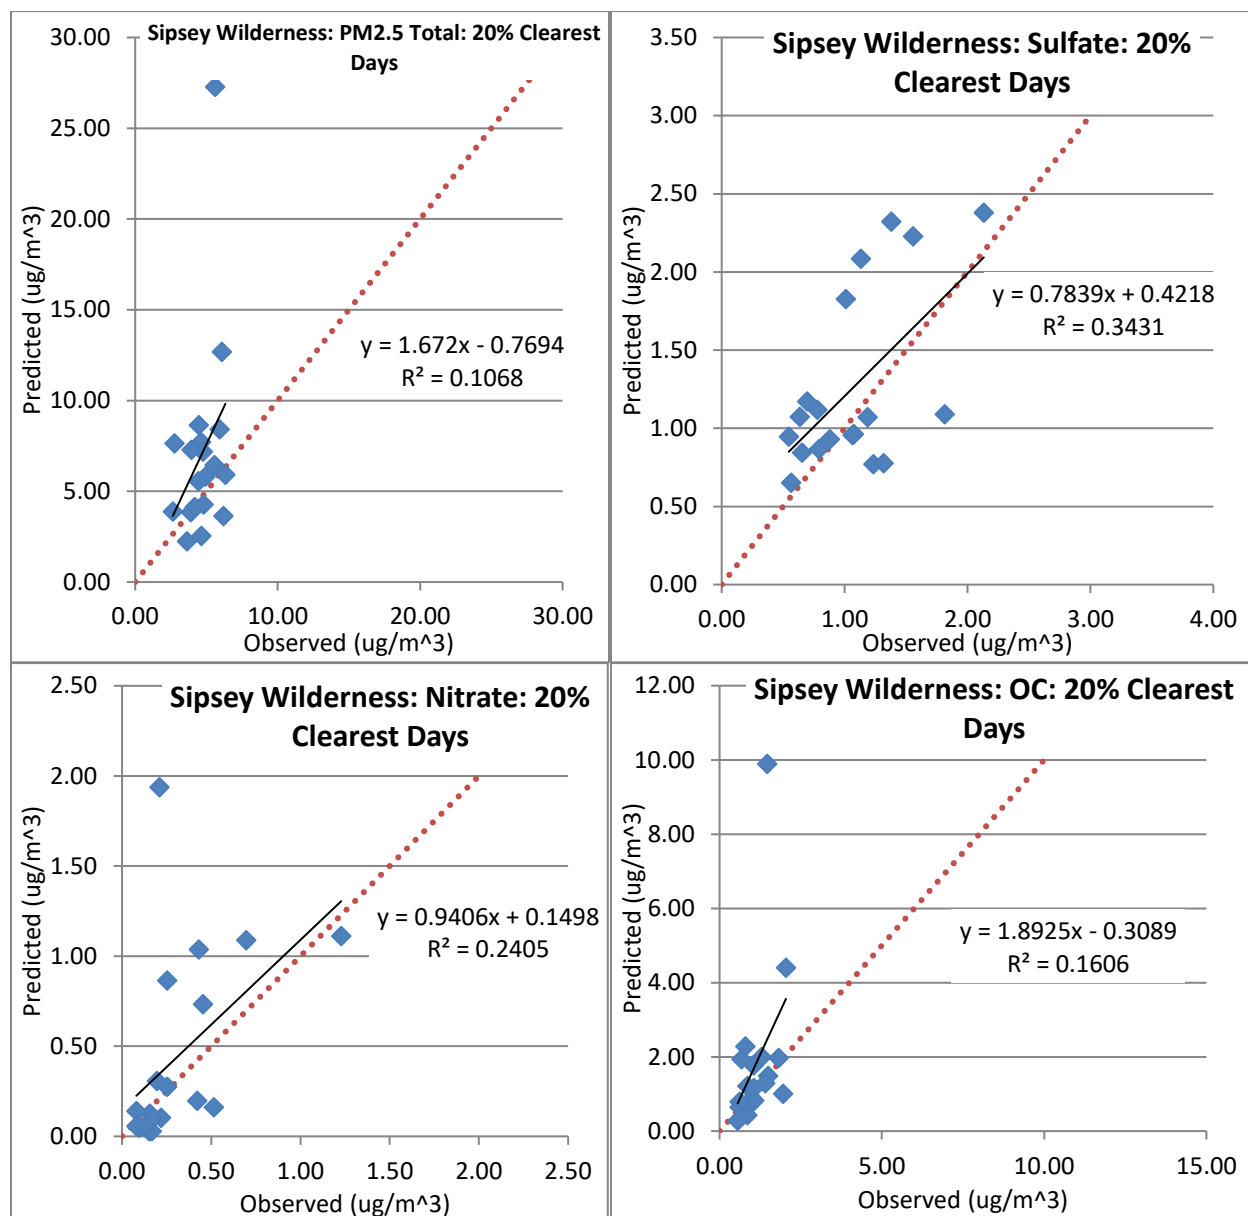 Sipsey Wilderness: PM2.5 Total: 20% Clearest
Days
30.00
25.00
20.00
15.00
10.00
5.00
0.00
Predicted (ug/m^3)
y = 1.672x - 0.7694
R² = 0.1068
0.00 10.00 20.00 30.00
Observed (ug/m^3)
Sipsey Wilderness: Sulfate: 20%
Clearest Days
3.50
3.00
2.50
2.00
1.50
1.00
0.50
0.00
Predicted (ug/m^3)
y = 0.7839x + 0.4218
R² = 0.3431
0.00 1.00 2.00 3.00 4.00
Observed (ug/m^3)
Sipsey Wilderness: Nitrate: 20%
Clearest Days
2.50
2.00
1.50
1.00
0.50
0.00
Predicted (ug/m^3)
y = 0.9406x + 0.1498
R² = 0.2405
0.00 0.50 1.00 1.50 2.00 2.50
Observed (ug/m^3)
Sipsey Wilderness: OC: 20% Clearest
Days
12.00
10.00
8.00
6.00
4.00
2.00
0.00
Predicted (ug/m^3)
y = 1.8925x - 0.3089
R² = 0.1606
0.00 5.00 10.00 15.00
Observed (ug/m^3)